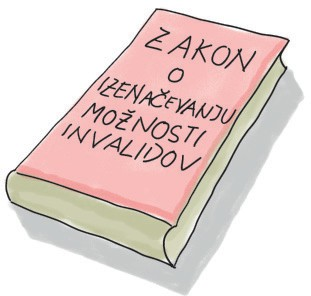 ZAKON
O
IZENAČEVANJU
MOŽNOSTI
INVALIDOV